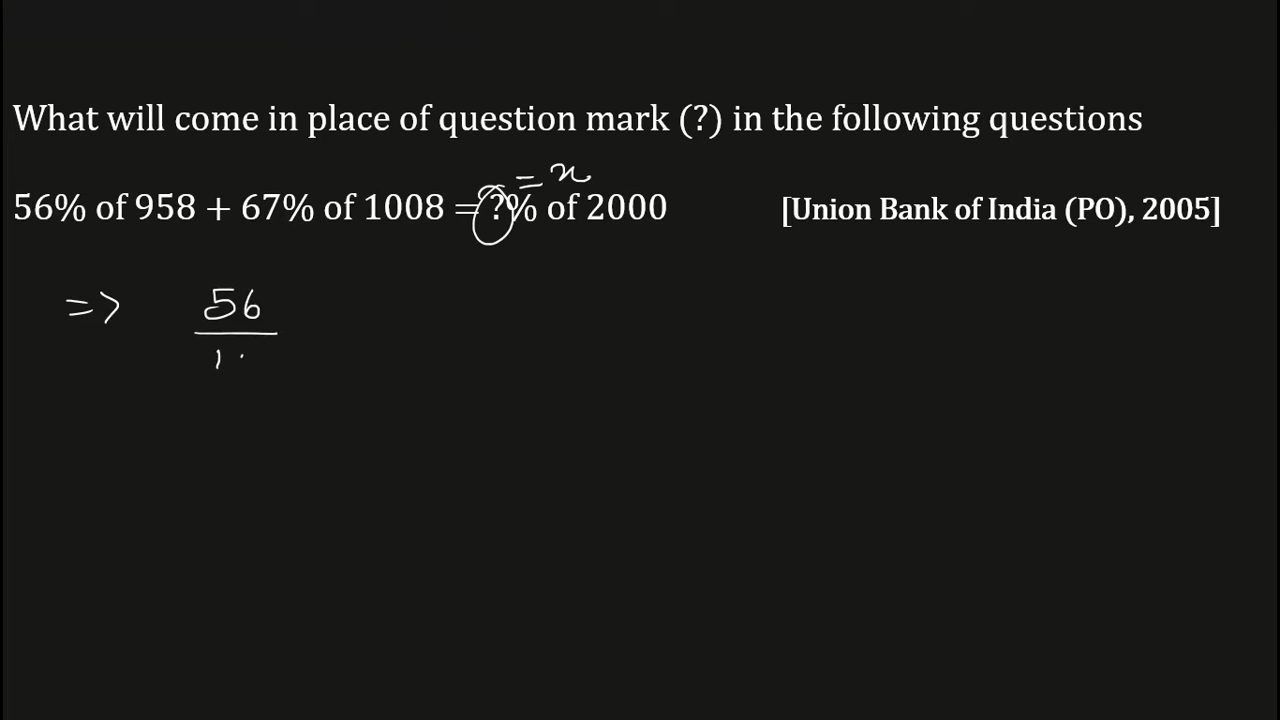 What will come in place of question mark (?) in the following questions
= x
56% of 958 + 67% of 1008 = ?% of 2000 [Union Bank of India (PO), 2005]
=> 56
1